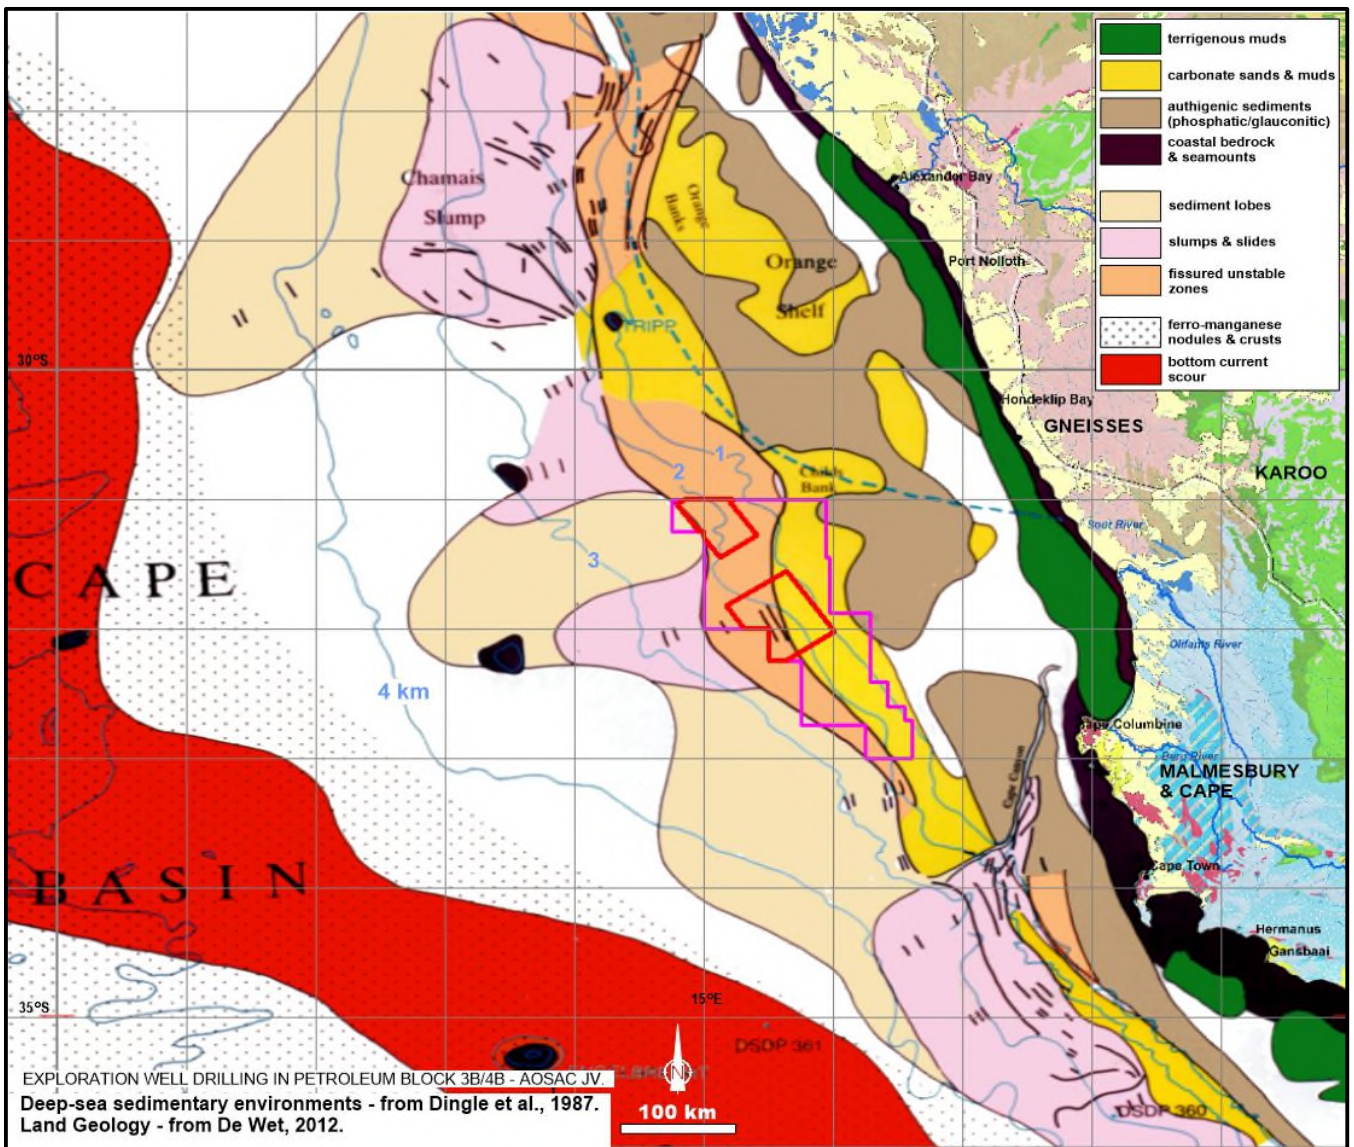 terrigenous muds
carbonate sands & muds
authigenic sediments
(phosphatic/glauconitic)
coastal bedrock
& seamounts
sediment lobes
slumps & slides
fissured unstable
zones
ferro-manganese
nodules & crusts
bottom current
scour
Chamais
Slump
Orange
Banks
Alexander Bay
Port Nolloth
Orange
Shelf
TRIPP
30°S
Hondeklip Bay
GNEISSES
KAROO
1
2
Childs
Bank
Sout River
3
CAPE
Olifants River
4 km
Cape Columbine
Cape Canyon
Berg River
MALMESBURY
& CAPE
Cape Town
BASIN
Hermanus
Gansbaai
15°E
35°S
DSDP 361
N
EXPLORATION WELL DRILLING IN PETROLEUM BLOCK 3B/4B - AOSAC JV.
Deep-sea sedimentary environments - from Dingle et al., 1987.
Land Geology - from De Wet, 2012.
100 km
DSDP 360